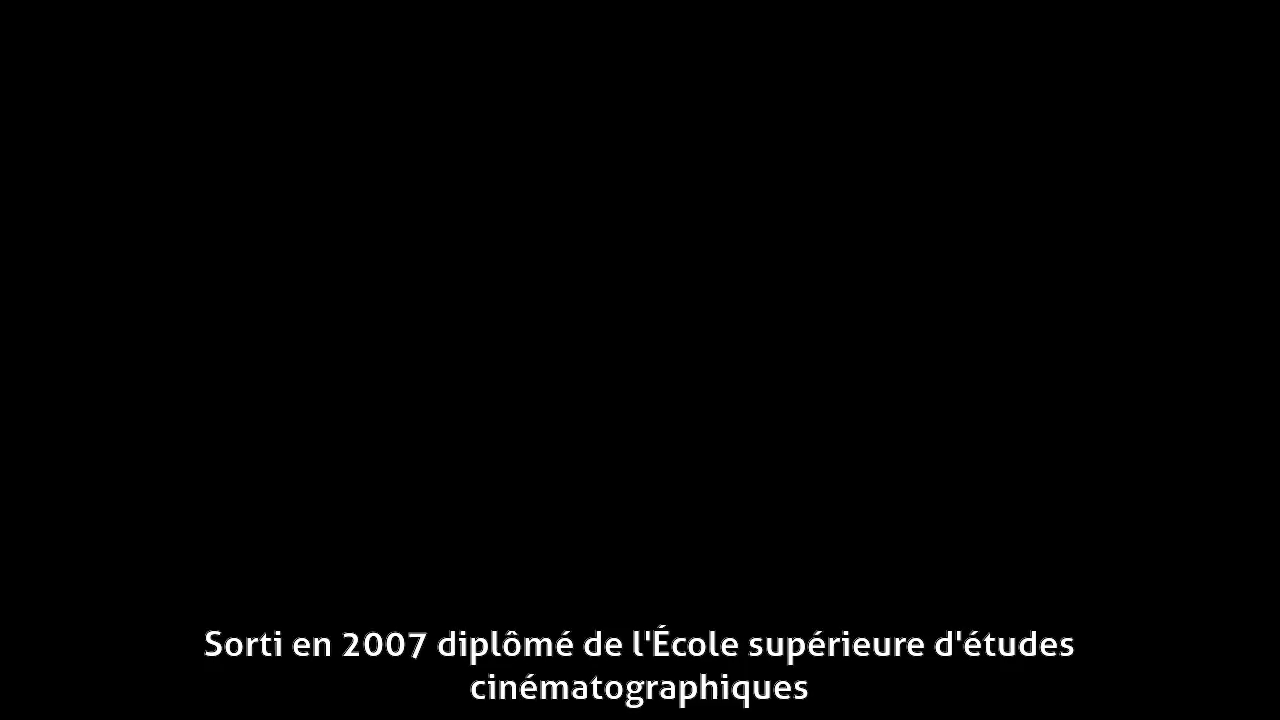 Sorti en 2007 diplômé de l'École supérieure d'études
cinématographiques